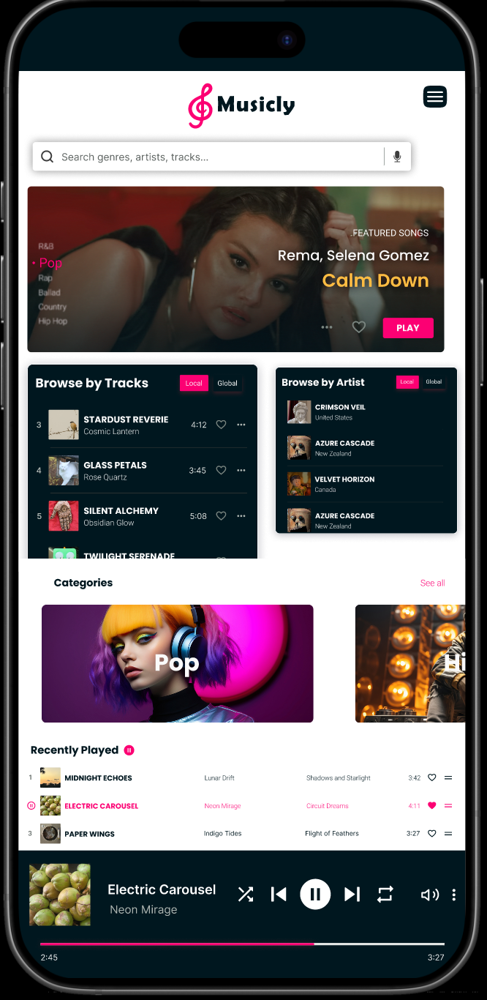 Musicly
Search genres, artists, tracks...
R&B
• Pop
Rap
Ballad
Country
Hip Hop
.FEATURED SONGS
Rema, Selena Gomez
Calm Down
PLAY
Browse by Tracks Local Global
3 STARDUST REVERIE 4:12
Cosmic Lantern
4 GLASS PETALS 3:45
Rose Quartz
5 SILENT ALCHEMY 5:08
Obsidian Glow
TWILIGHT SERENADE
Browse by Artist Local Global
CRIMSON VEIL
United States
AZURE CASCADE
New Zealand
VELVET HORIZON
Canada
AZURE CASCADE
New Zealand
Categories See all
Pop
Hi
Recently Played
1 MIDNIGHT ECHOES Lunar Drift Shadows and Starlight 3:42
ELECTRIC CAROUSEL Neon Mirage Circuit Dreams 4:11
3 PAPER WINGS Indigo Tides Flight of Feathers 3:27
Electric Carousel
Neon Mirage
2:45 3:27